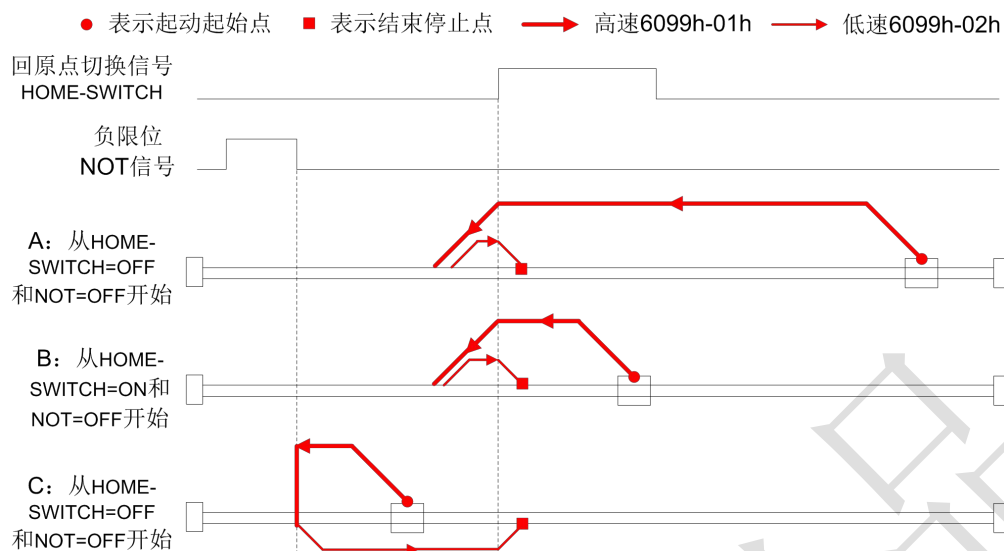 表示起动起始点 表示结束停止点 高速6099h-01h 低速6099h-02h
回原点切换信号
HOME-SWITCH
负限位
NOT信号
A：从HOME-
SWITCH=OFF
和NOT=OFF开始
B：从HOME-
SWITCH=ON和
NOT=OFF开始
C：从HOME-
SWITCH=OFF
和NOT=OFF开始